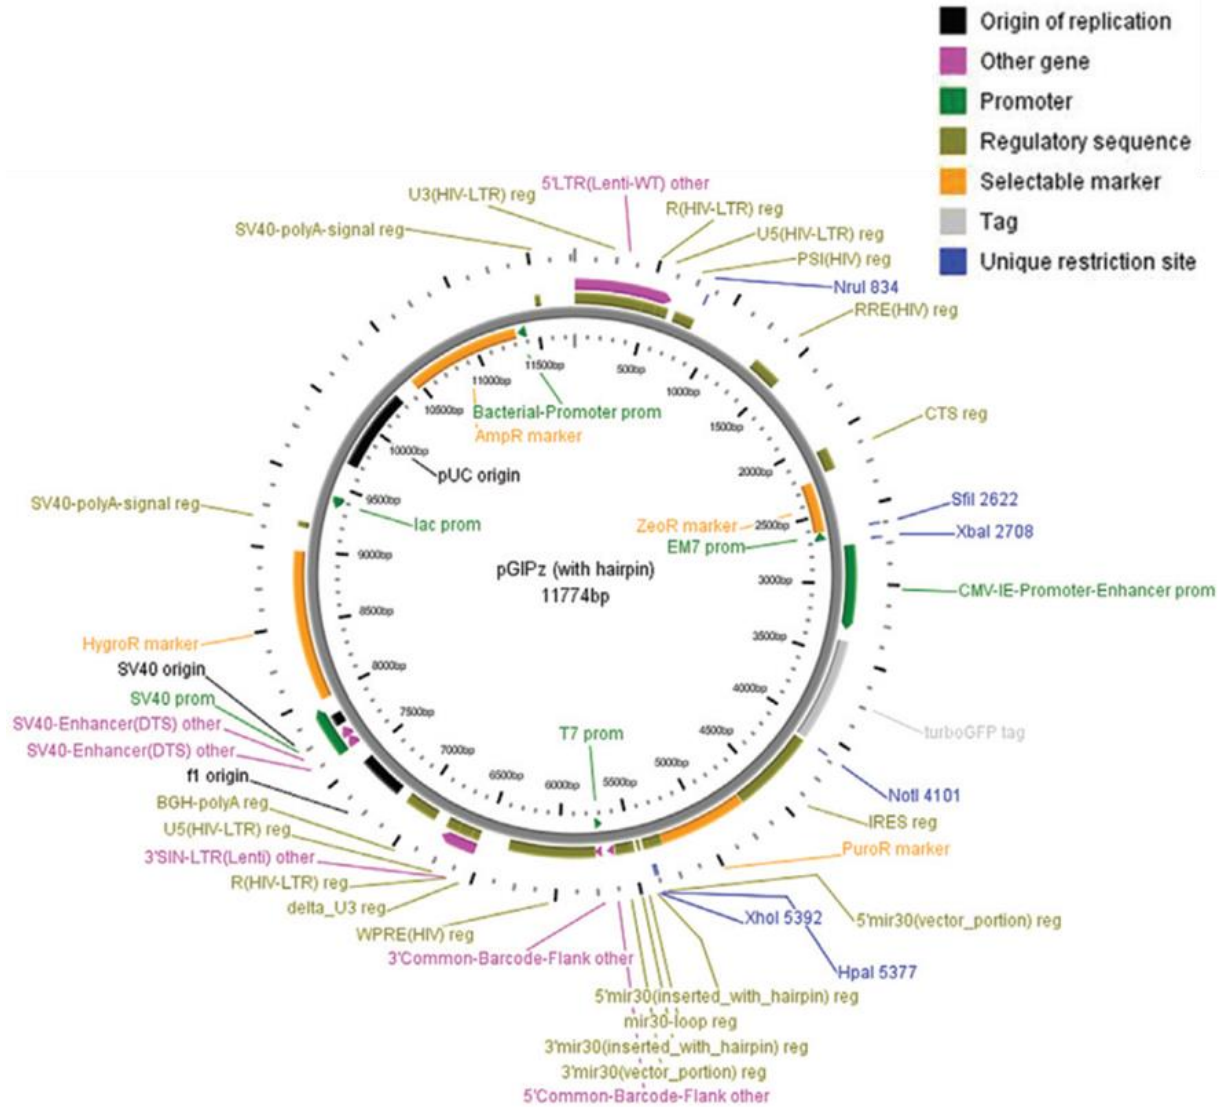 Origin of replication
Other gene
Promoter
Regulatory sequence
Selectable marker
Tag
Unique restriction site
5'LTR(Lenti-WT) other
U3(HIV-LTR) reg
R(HIV-LTR) reg
SV40-polyA-signal reg
U5(HIV-LTR) reg
PSI(HIV) reg
NruI 834
RRE(HIV) reg
CTS reg
SfiI 2622
XbaI 2708
CMV-IE-Promoter-Enhancer prom
turboGFP tag
NotI 4101
IRES reg
PuroR marker
5'mir30(vector_portion) reg
XhoI 5392
HpaI 5377
5'mir30(inserted_with_hairpin) reg
mir30-loop reg
3'mir30(inserted_with_hairpin) reg
3'mir30(vector_portion) reg
5'Common-Barcode-Flank other
3'Common-Barcode-Flank other
WPRE(HIV) reg
delta_U3 reg
R(HIV-LTR) reg
3'SIN-LTR(Lenti) other
U5(HIV-LTR) reg
BGH-polyA reg
f1 origin
SV40-Enhancer(DTS) other
SV40-Enhancer(DTS) other
SV40 prom
SV40 origin
HygroR marker
SV40-polyA-signal reg
500bp
1000bp
1500bp
2000bp
2500bp
3000bp
3500bp
4000bp
4500bp
5000bp
5500bp
6000bp
6500bp
7000bp
7500bp
8000bp
8500bp
9000bp
9500bp
10000bp
10500bp
11000bp
11500bp
Bacterial-Promoter prom
AmpR marker
pUC origin
lac prom
ZeoR marker
EM7 prom
pGIPz (with hairpin)
11774bp
T7 prom